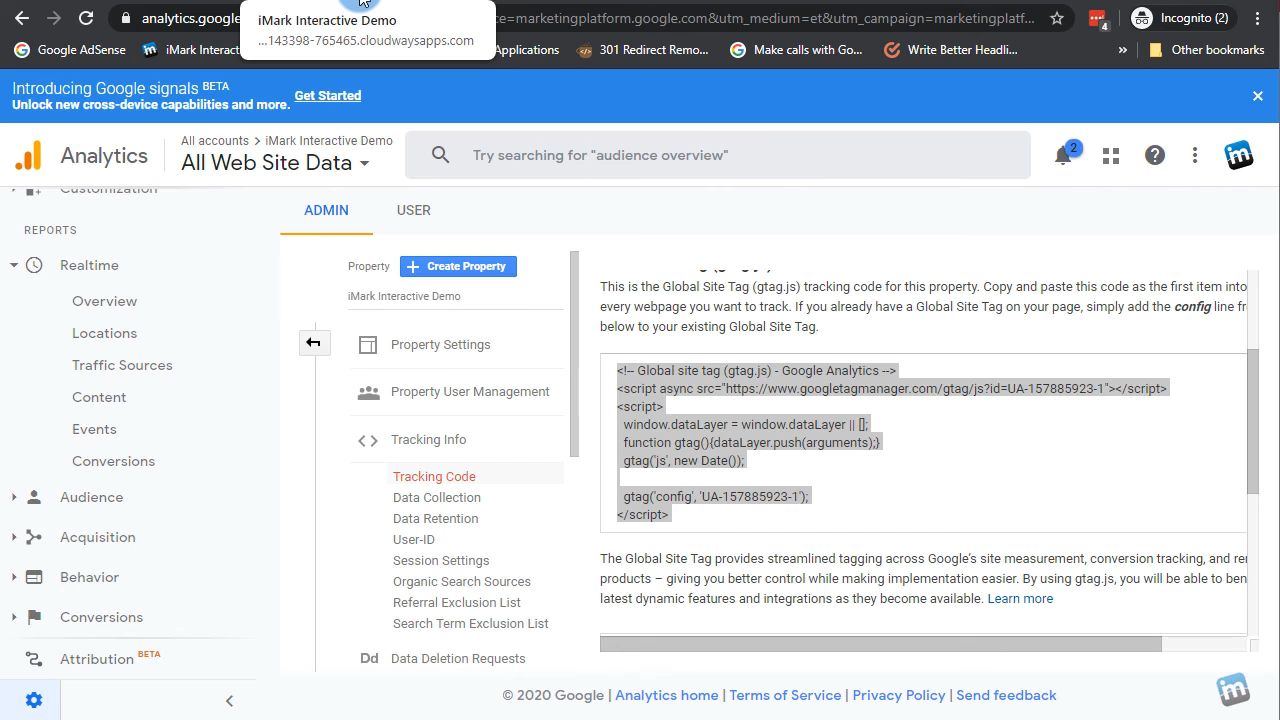 analytics.google
iMark Interactive Demo
...143398-765465.cloudwaysapps.com
ce=marketingplatform.google.com&utm_medium=et&utm_campaign=marketingplatf...
4
Incognito (2)
Google AdSense
iMark Interac
Applications
301 Redirect Remo...
Make calls with Go...
Write Better Headli...
»
Other bookmarks
Introducing Google signals BETA
Unlock new cross-device capabilities and more. Get Started
Analytics
All accounts > iMark Interactive Demo
All Web Site Data
Try searching for "audience overview"
2
im
Customization
REPORTS
Realtime
Overview
Locations
Traffic Sources
Content
Events
Conversions
Audience
Acquisition
Behavior
Conversions
Attribution BETA
ADMIN
USER
Property
+ Create Property
iMark Interactive Demo
Property Settings
Property User Management
<> Tracking Info
Tracking Code
Data Collection
Data Retention
User-ID
Session Settings
Organic Search Sources
Referral Exclusion List
Search Term Exclusion List
Dd Data Deletion Requests
This is the Global Site Tag (gtag.js) tracking code for this property. Copy and paste this code as the first item into
every webpage you want to track. If you already have a Global Site Tag on your page, simply add the config line fr
below to your existing Global Site Tag.
<!-- Global site tag (gtag.js) - Google Analytics -->
<script async src="https://www.googletagmanager.com/gtag/js?id=UA-157885923-1"></script>
<script>
window.dataLayer = window.dataLayer || [];
function gtag(){dataLayer.push(arguments);}
gtag('js', new Date());
gtag('config', 'UA-157885923-1');
</script>
The Global Site Tag provides streamlined tagging across Google's site measurement, conversion tracking, and rer
products – giving you better control while making implementation easier. By using gtag.js, you will be able to ben
latest dynamic features and integrations as they become available. Learn more
© 2020 Google | Analytics home | Terms of Service | Privacy Policy | Send feedback
im